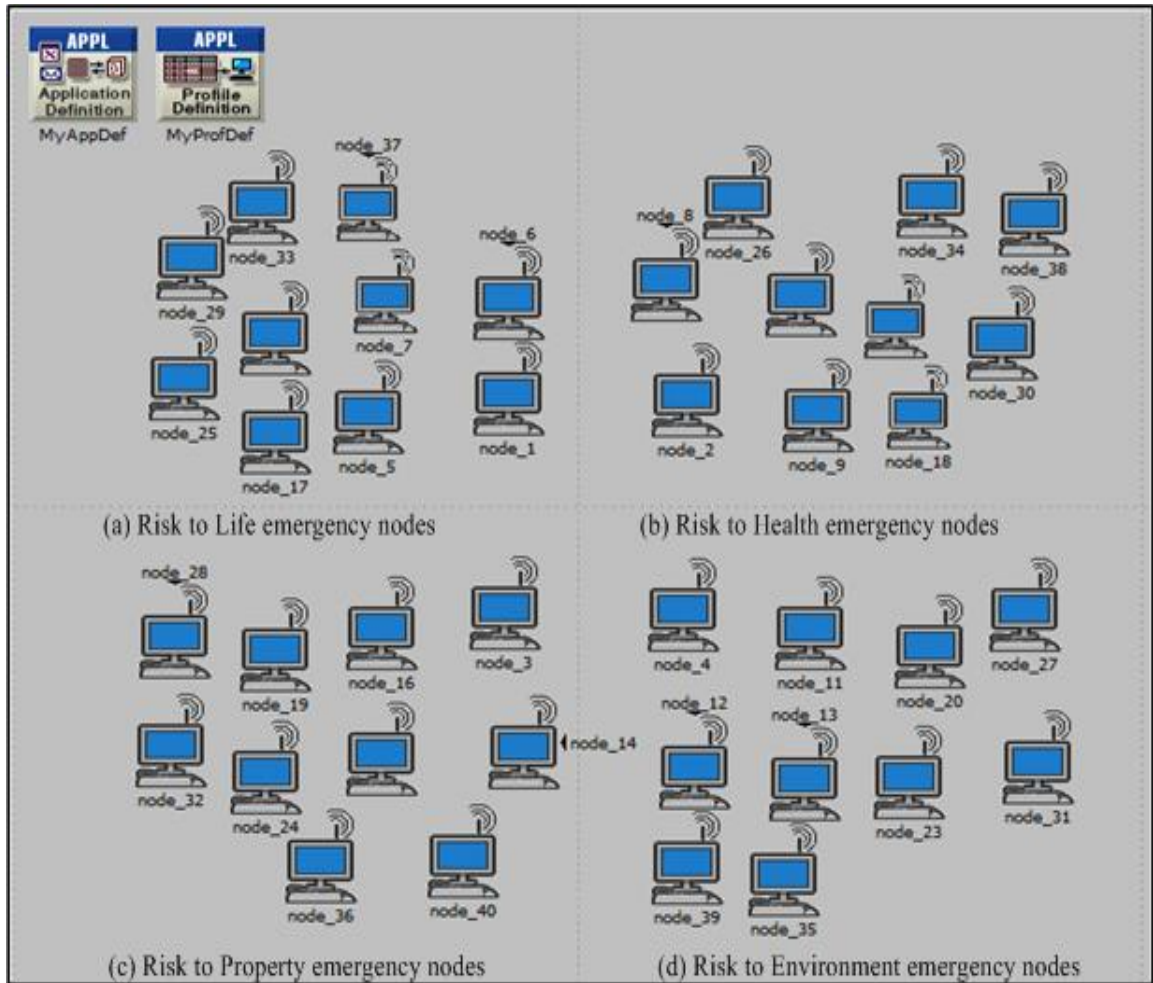 APPL
Application
Definition
MyAppDef
APPL
Profile
Definition
MyProfDef
node_37
node_33
node_6
node_29
node_7
node_25
node_5
node_1
node_17
(a) Risk to Life emergency nodes
node_8
node_26
node_34
node_38
node_30
node_2
node_9
node_18
(b) Risk to Health emergency nodes
node_28
node_3
node_16
node_19
node_14
node_32
node_24
node_36
node_40
(c) Risk to Property emergency nodes
node_4
node_11
node_20
node_27
node_12
node_13
node_23
node_31
node_39
node_35
(d) Risk to Environment emergency nodes